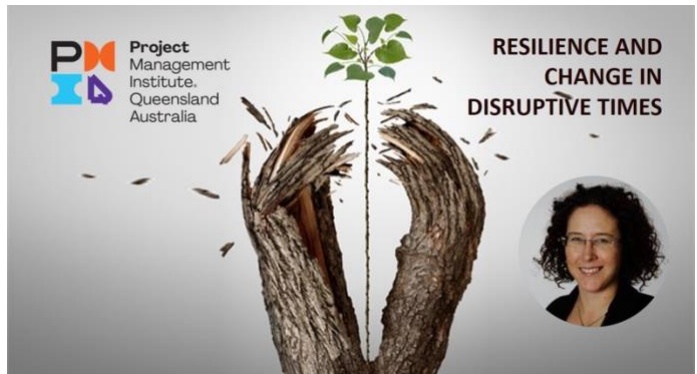 Project
Management
Institute.
Queensland
Australia
RESILIENCE AND
CHANGE IN
DISRUPTIVE TIMES